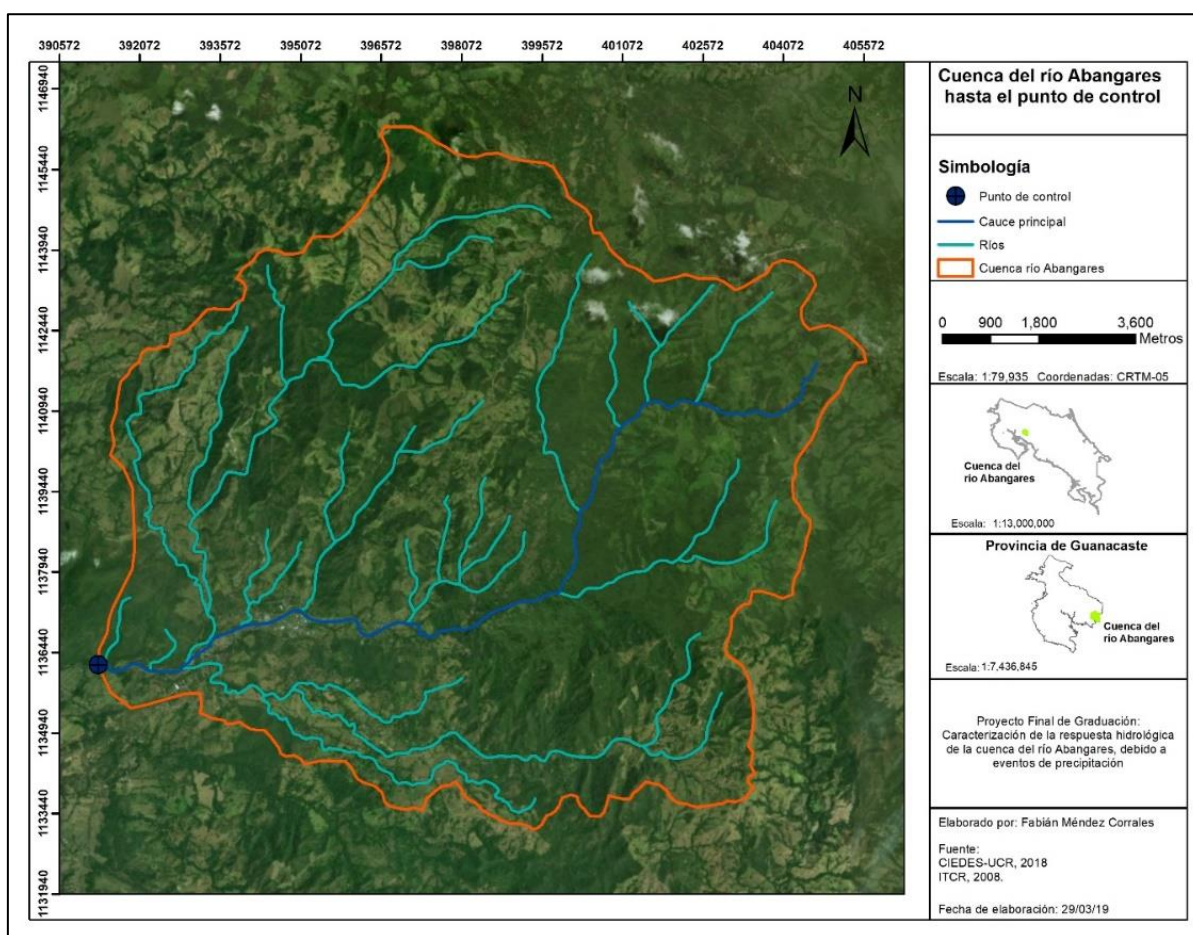 390572 392072 393572 395072 396572 398072 399572 401072 402572 404072 405572
1146940
1145440
1143940
1142440
1140940
1139440
1137940
1136440
1134940
1133440
1131940
N
Cuenca del río Abangares
hasta el punto de control
Simbología
Punto de control
Cauce principal
Ríos
Cuenca río Abangares
0 900 1,800 3,600
Metros
Escala: 1:79,935 Coordenadas: CRTM-05
Cuenca del
río Abangares
Escala: 1:13,000,000
Provincia de Guanacaste
Cuenca del
río Abangares
Escala: 1:7,436,845
Proyecto Final de Graduación:
Caracterización de la respuesta hidrológica
de la cuenca del río Abangares, debido a
eventos de precipitación
Elaborado por: Fabián Méndez Corrales
Fuente:
CIEDES-UCR, 2018
ITCR, 2008.
Fecha de elaboración: 29/03/19